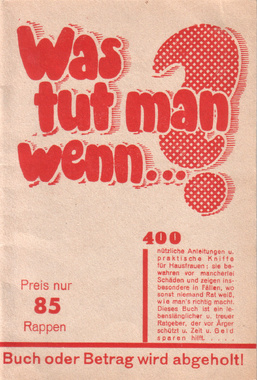 Was
tut man
wenn...?
400
nützliche Anleitungen u.
praktische Kniffe
für Hausfrauen; sie be-
wahren vor mancherlei
Schäden und zeigen ins-
besondere in Fällen, wo
sonst niemand Rat weiß,
wie man's richtig macht.
Dieses Buch ist ein le-
benslänglicher u. treuer
Ratgeber, der vor Ärger
schützt u. Zeit u. Geld
sparen hilft. . . . .
Preis nur
85
Rappen
Buch oder Betrag wird abgeholt!